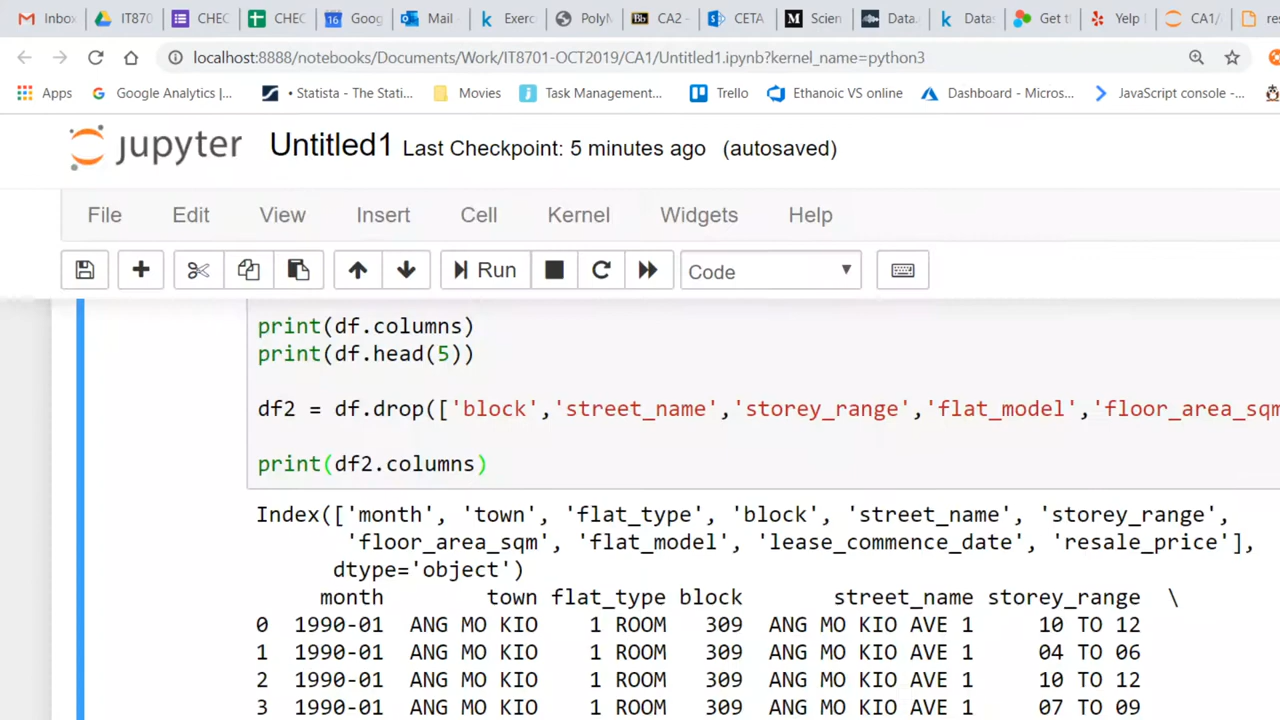 Inbox IT870 CHEC CHEC 16 Goog Mail k Exerc PolyM Bb CA2 - CETA M Scien Data. k Data: Get t Yelp CA1/ res
localhost:8888/notebooks/Documents/Work/IT8701-OCT2019/CA1/Untitled1.ipynb?kernel_name=python3
Apps G Google Analytics |... • Statista - The Stati... Movies j Task Management... Trello Ethanoic VS online Dashboard - Micros... JavaScript console -...
jupyter Untitled1 Last Checkpoint: 5 minutes ago (autosaved)
File Edit View Insert Cell Kernel Widgets Help
Run Code
print(df.columns)
print(df.head(5))
df2 = df.drop(['block','street_name','storey_range','flat_model','floor_area_sqm
print(df2.columns)
Index(['month', 'town', 'flat_type', 'block', 'street_name', 'storey_range',
'floor_area_sqm', 'flat_model', 'lease_commence_date', 'resale_price'],
dtype='object')
month town flat_type block street_name storey_range \
0 1990-01 ANG MO KIO 1 ROOM 309 ANG MO KIO AVE 1 10 TO 12
1 1990-01 ANG MO KIO 1 ROOM 309 ANG MO KIO AVE 1 04 TO 06
2 1990-01 ANG MO KIO 1 ROOM 309 ANG MO KIO AVE 1 10 TO 12
3 1990-01 ANG MO KIO 1 ROOM 309 ANG MO KIO AVE 1 07 TO 09